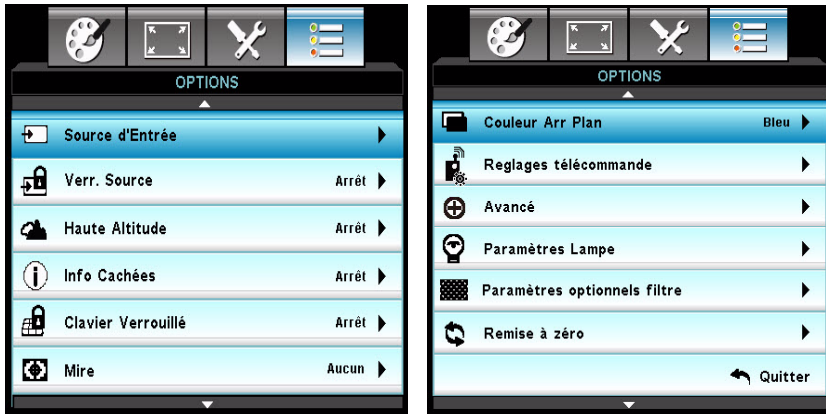 OPTIONS
Source d'Entrée
Verr. Source Arrêt
Haute Altitude Arrêt
Info Cachées Arrêt
Clavier Verrouillé Arrêt
Mire Aucun
OPTIONS
Couleur Arr Plan Bleu
Reglages télécommande
Avancé
Paramètres Lampe
Paramètres optionnels filtre
Remise à zéro
Quitter